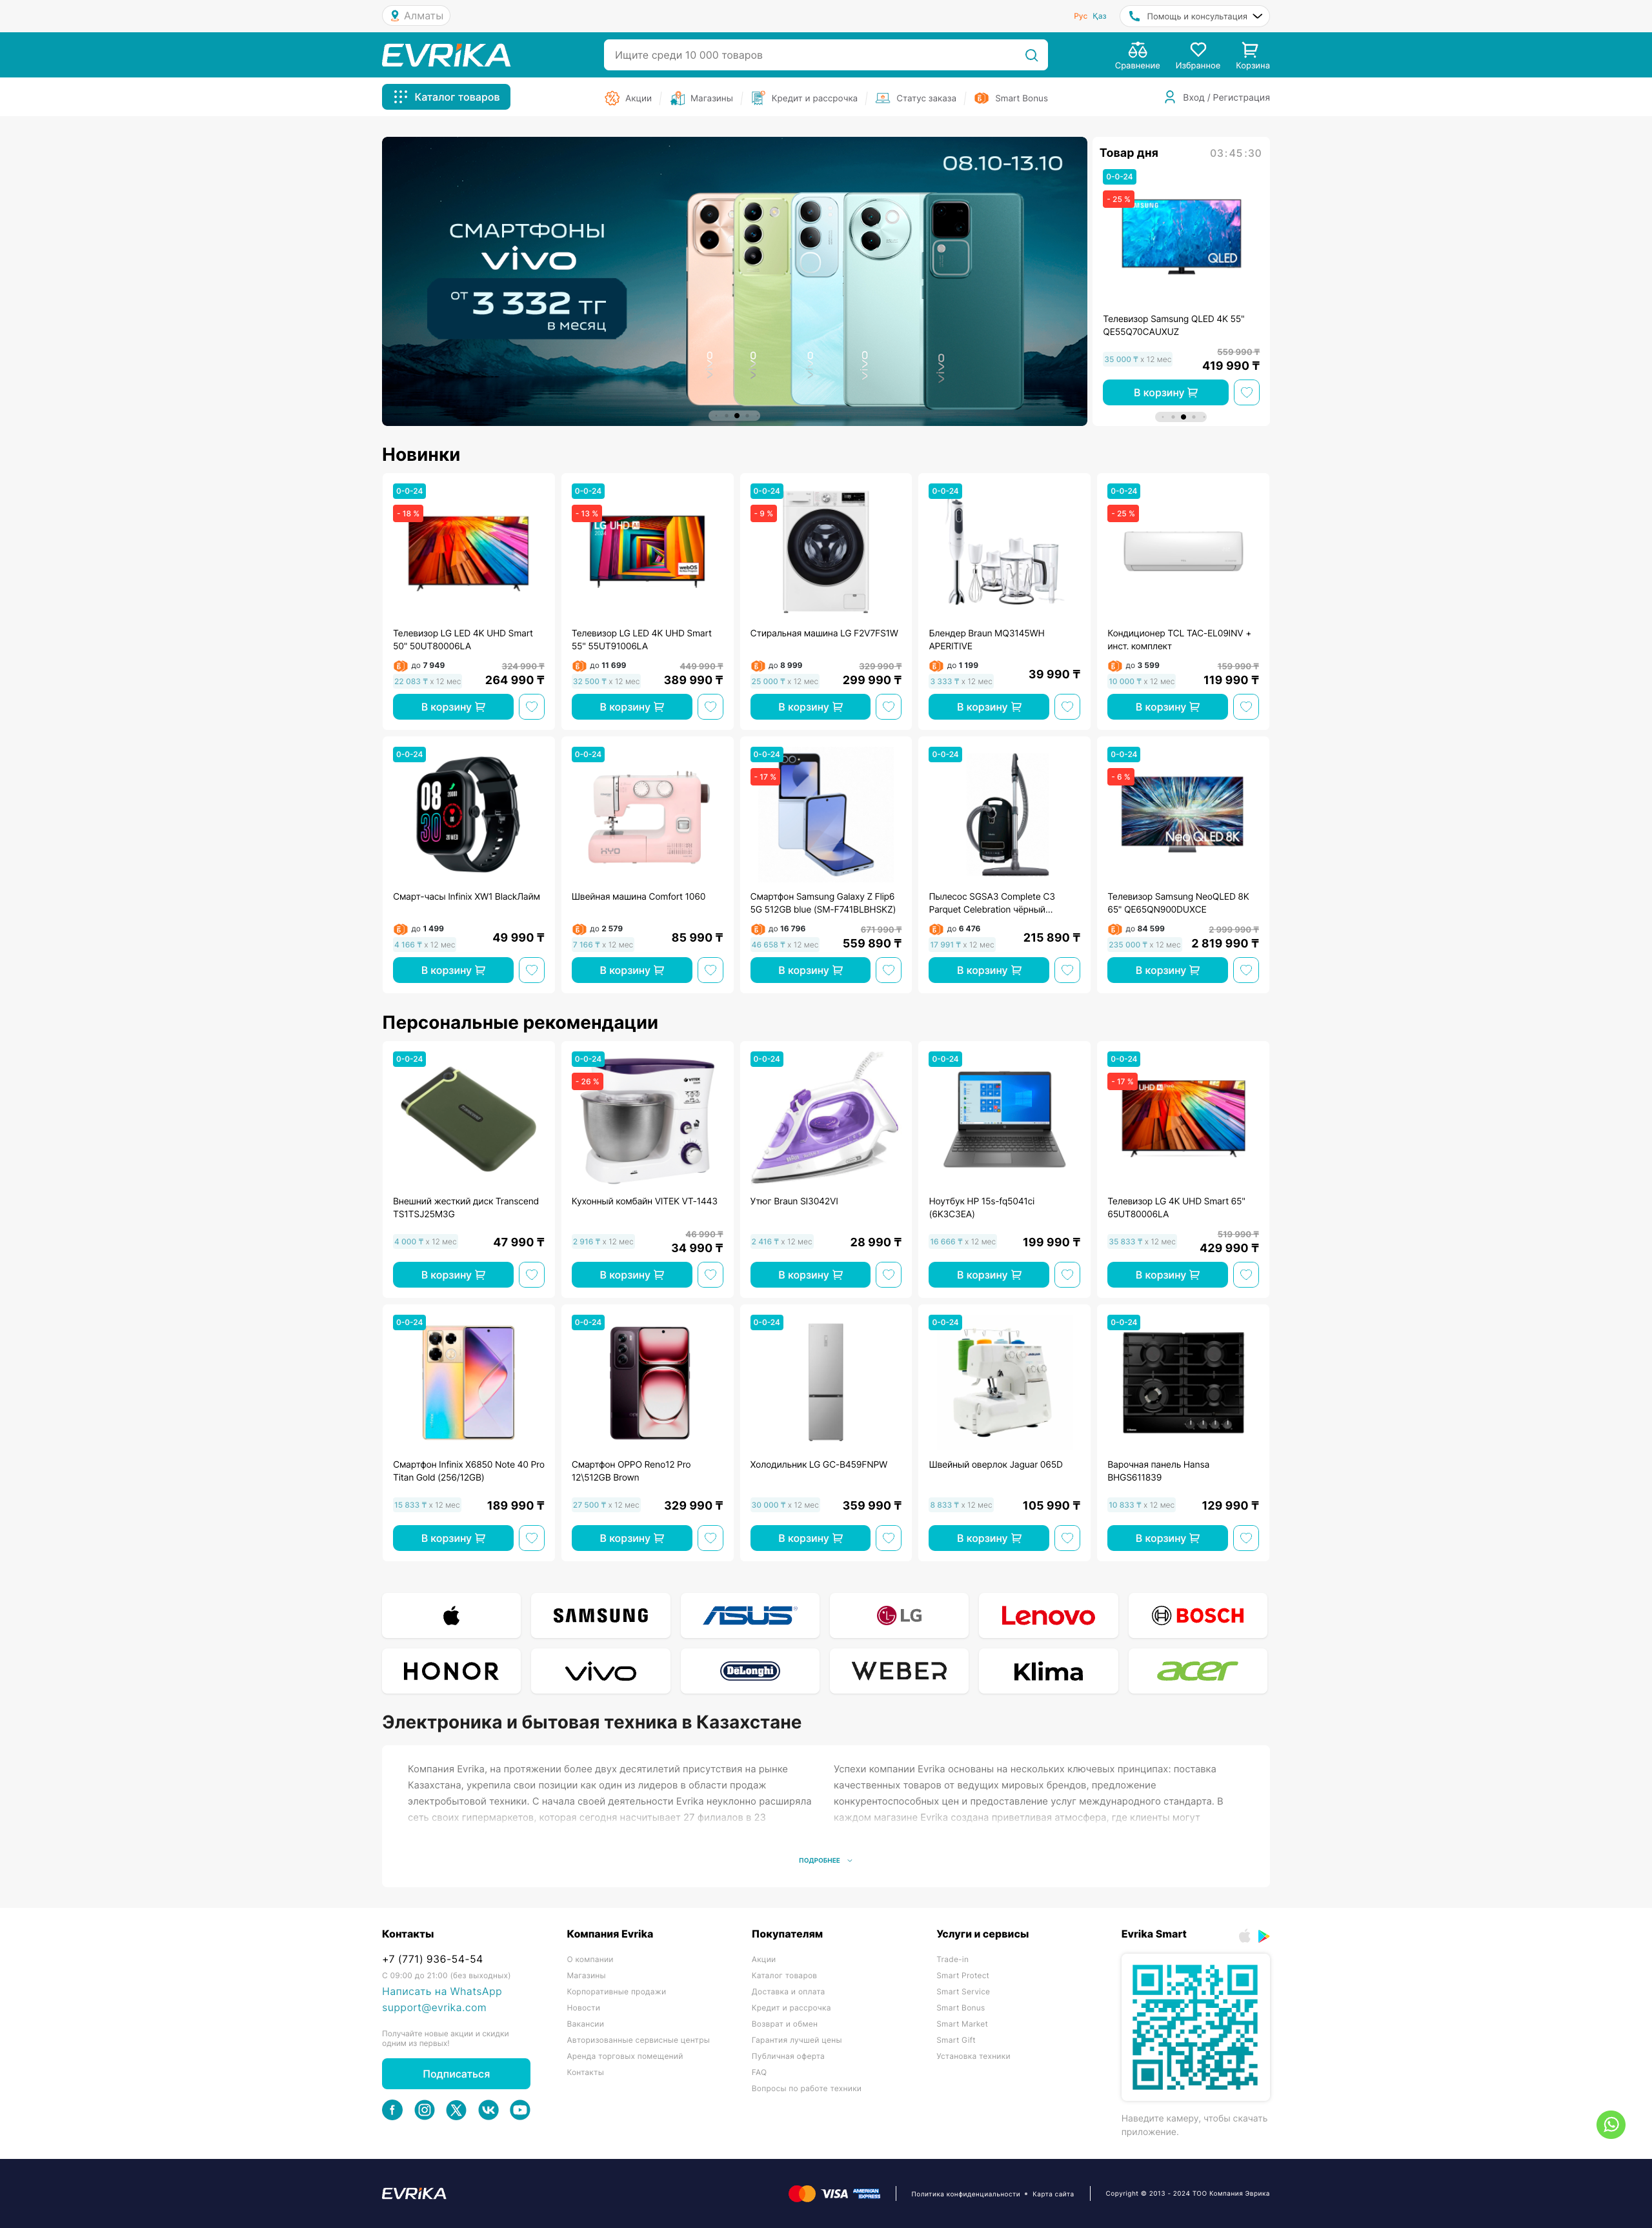 Алматы
Рус Қаз
Помощь и консультация
EVRIKA
Ищите среди 10 000 товаров
Сравнение
Избранное
Корзина
Каталог товаров
Акции
Магазины
Кредит и рассрочка
Статус заказа
Smart Bonus
Вход / Регистрация
08.10-13.10
СМАРТФОНЫ
vivo
от 3 332 тг
в месяц
Товар дня
03:45:30
0-0-24
- 25 %
QLED
Телевизор Samsung QLED 4K 55"
QE55Q70CAUXUZ
559 990 ₸
35 000 ₸ x 12 мес
419 990 ₸
В корзину
Новинки
0-0-24
- 18 %
Телевизор LG LED 4K UHD Smart
50" 50UT80006LA
до 7 949
324 990 ₸
22 083 ₸ x 12 мес
264 990 ₸
В корзину
0-0-24
- 13 %
LG UHD AI
2024
webOS
Телевизор LG LED 4K UHD Smart
55" 55UT91006LA
до 11 699
449 990 ₸
32 500 ₸ x 12 мес
389 990 ₸
В корзину
0-0-24
- 9 %
Стиральная машина LG F2V7FS1W
до 8 999
329 990 ₸
25 000 ₸ x 12 мес
299 990 ₸
В корзину
0-0-24
Блендер Braun MQ3145WH
APERITIVE
до 1 199
3 333 ₸ x 12 мес
39 990 ₸
В корзину
0-0-24
- 25 %
Кондиционер TCL TAC-EL09INV +
инст. комплект
до 3 599
159 990 ₸
10 000 ₸ x 12 мес
119 990 ₸
В корзину
0-0-24
08
30
Смарт-часы Infinix XW1 BlackЛайм
до 1 499
4 166 ₸ x 12 мес
49 990 ₸
В корзину
0-0-24
HYO
Швейная машина Comfort 1060
до 2 579
7 166 ₸ x 12 мес
85 990 ₸
В корзину
0-0-24
- 17 %
Смартфон Samsung Galaxy Z Flip6
5G 512GB blue (SM-F741BLBHSKZ)
до 16 796
671 990 ₸
46 658 ₸ x 12 мес
559 890 ₸
В корзину
0-0-24
Пылесос SGSA3 Complete C3
Parquet Celebration чёрный...
до 6 476
17 991 ₸ x 12 мес
215 890 ₸
В корзину
0-0-24
- 6 %
Neo QLED 8K
Телевизор Samsung NeoQLED 8K
65" QE65QN900DUXCE
до 84 599
2 999 990 ₸
235 000 ₸ x 12 мес
2 819 990 ₸
В корзину
Персональные рекомендации
0-0-24
Внешний жесткий диск Transcend
TS1TSJ25M3G
4 000 ₸ x 12 мес
47 990 ₸
В корзину
0-0-24
- 26 %
VITEK
Кухонный комбайн VITEK VT-1443
46 990 ₸
2 916 ₸ x 12 мес
34 990 ₸
В корзину
0-0-24
Утюг Braun SI3042VI
2 416 ₸ x 12 мес
28 990 ₸
В корзину
0-0-24
Ноутбук HP 15s-fq5041ci
(6K3C3EA)
16 666 ₸ x 12 мес
199 990 ₸
В корзину
0-0-24
- 17 %
UHD AI
Телевизор LG 4K UHD Smart 65"
65UT80006LA
519 990 ₸
35 833 ₸ x 12 мес
429 990 ₸
В корзину
0-0-24
Смартфон Infinix X6850 Note 40 Pro
Titan Gold (256/12GB)
15 833 ₸ x 12 мес
189 990 ₸
В корзину
0-0-24
Смартфон OPPO Reno12 Pro
12\512GB Brown
27 500 ₸ x 12 мес
329 990 ₸
В корзину
0-0-24
Холодильник LG GC-B459FNPW
30 000 ₸ x 12 мес
359 990 ₸
В корзину
0-0-24
Швейный оверлок Jaguar 065D
8 833 ₸ x 12 мес
105 990 ₸
В корзину
0-0-24
Варочная панель Hansa
BHGS611839
10 833 ₸ x 12 мес
129 990 ₸
В корзину
SAMSUNG
ASUS
LG
Lenovo
BOSCH
HONOR
vivo
DeLonghi
WEBER
Klima
acer
Электроника и бытовая техника в Казахстане
Компания Evrika, на протяжении более двух десятилетий присутствия на рынке
Казахстана, укрепила свои позиции как один из лидеров в области продаж
электробытовой техники. С начала своей деятельности Evrika неуклонно расширяла
сеть своих гипермаркетов, которая сегодня насчитывает 27 филиалов в 23
Успехи компании Evrika основаны на нескольких ключевых принципах: поставка
качественных товаров от ведущих мировых брендов, предложение
конкурентоспособных цен и предоставление услуг международного стандарта. В
каждом магазине Evrika создана приветливая атмосфера, где клиенты могут
ПОДРОБНЕЕ
Контакты
+7 (771) 936-54-54
С 09:00 до 21:00 (без выходных)
Написать на WhatsApp
support@evrika.com
Получайте новые акции и скидки
одним из первых!
Подписаться
Компания Evrika
О компании
Магазины
Корпоративные продажи
Новости
Вакансии
Авторизованные сервисные центры
Аренда торговых помещений
Контакты
Покупателям
Акции
Каталог товаров
Доставка и оплата
Кредит и рассрочка
Возврат и обмен
Гарантия лучшей цены
Публичная оферта
FAQ
Вопросы по работе техники
Услуги и сервисы
Trade-in
Smart Protect
Smart Service
Smart Bonus
Smart Market
Smart Gift
Установка техники
Evrika Smart
Наведите камеру, чтобы скачать
приложение.
EVRIKA
VISA
AMERICAN EXPRESS
Политика конфиденциальности • Карта сайта
Copyright © 2013 - 2024 ТОО Компания Эврика